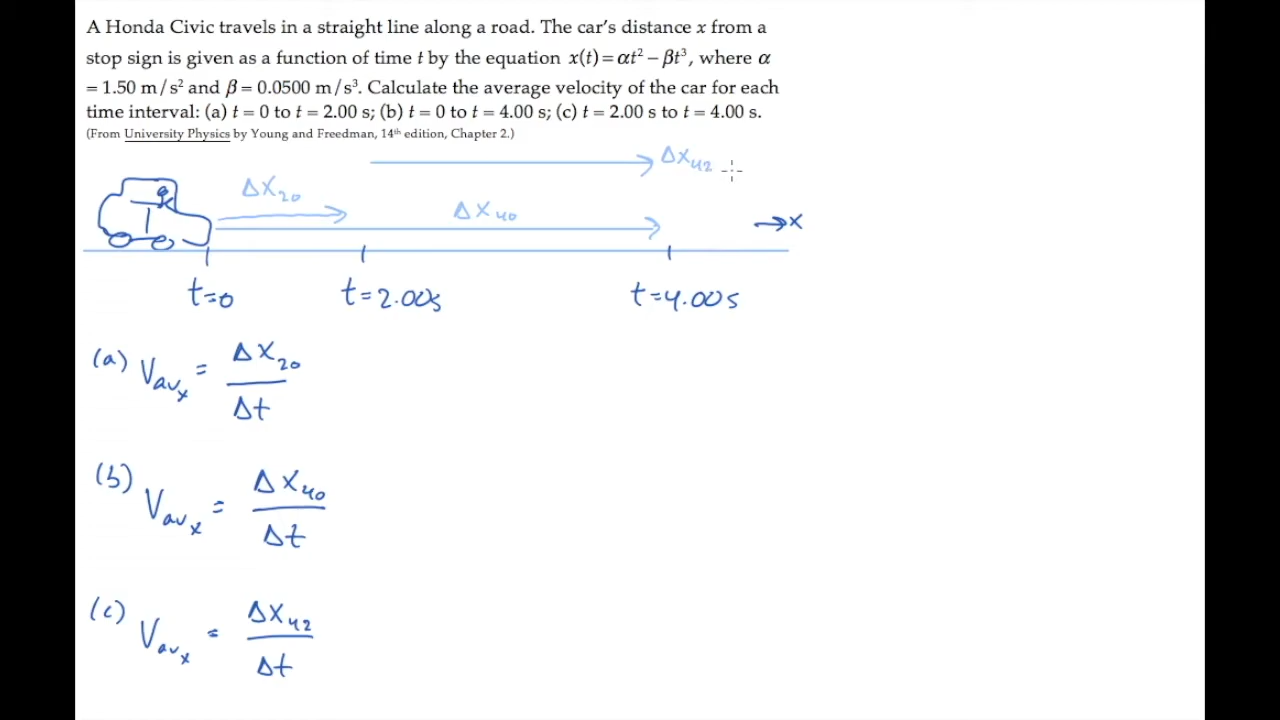 A Honda Civic travels in a straight line along a road. The car's distance x from a
stop sign is given as a function of time t by the equation x(t) = αt² – βt³, where α
= 1.50 m/s² and β = 0.0500 m/s³. Calculate the average velocity of the car for each
time interval: (a) t = 0 to t = 2.00 s; (b) t = 0 to t = 4.00 s; (c) t = 2.00 s to t = 4.00 s.
(From University Physics by Young and Freedman, 14th edition, Chapter 2.)
ΔX₄₂
ΔX₂₀
ΔX₄₀
→x
t=0
t=2.00s
t=4.00s
(a) Vavₓ = ΔX₂₀
Δt
(b) Vavₓ = ΔX₄₀
Δt
(c) Vavₓ = ΔX₄₂
Δt